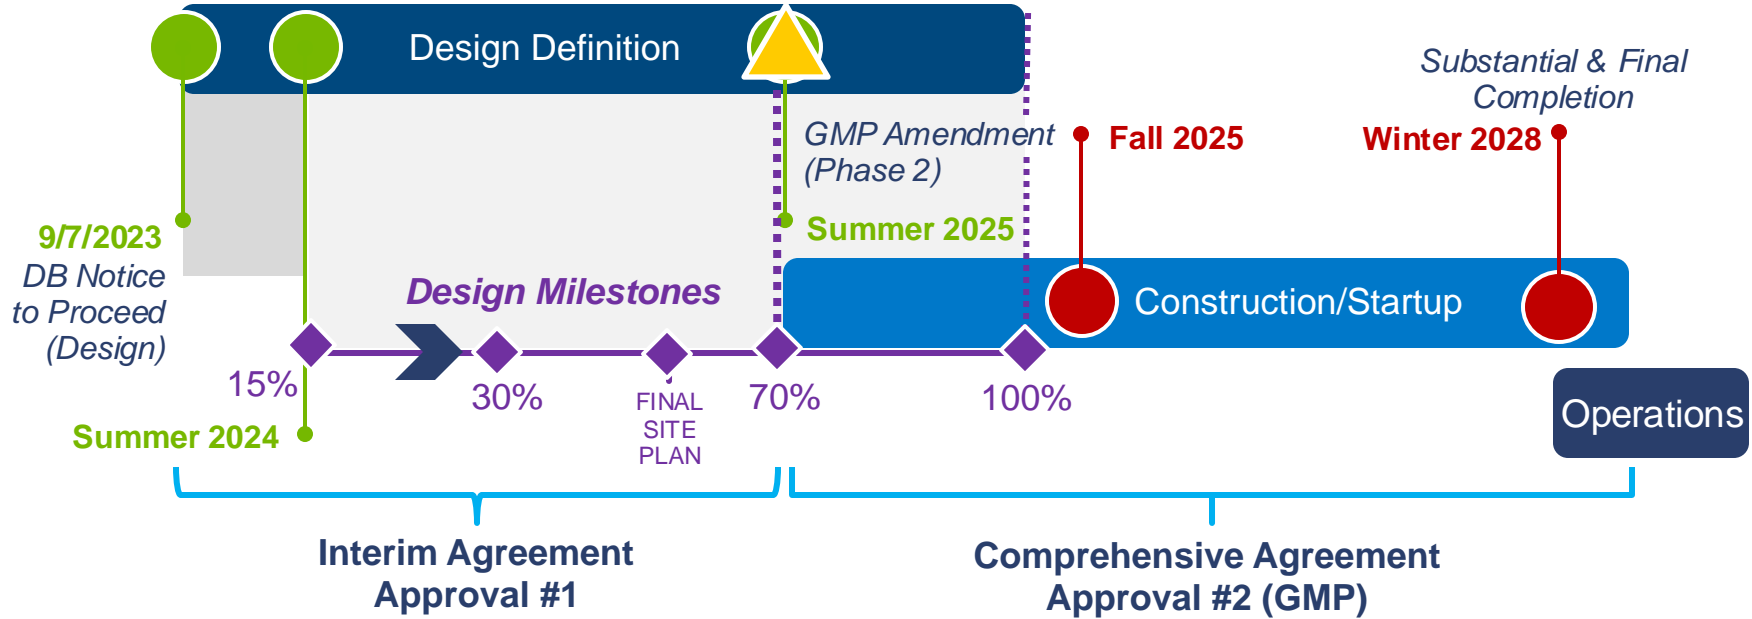 Design Definition
Substantial & Final
Completion
GMP Amendment
(Phase 2)
Fall 2025
Winter 2028
9/7/2023
DB Notice
to Proceed
(Design)
Summer 2025
Design Milestones
Construction/Startup
15%
30%
FINAL
SITE
PLAN
70%
100%
Operations
Summer 2024
Interim Agreement
Approval #1
Comprehensive Agreement
Approval #2 (GMP)